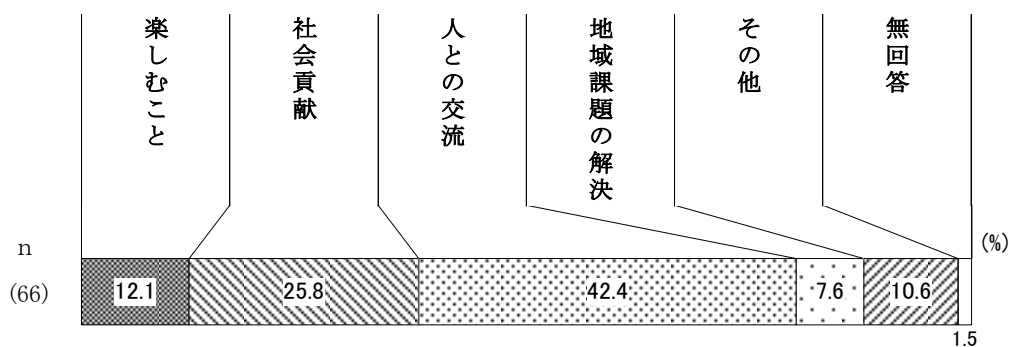 楽しむこと
社会貢献
人との交流
地域課題の解決
その他
無回答
n
(%)
(66)
12.1
25.8
42.4
7.6
10.6
1.5